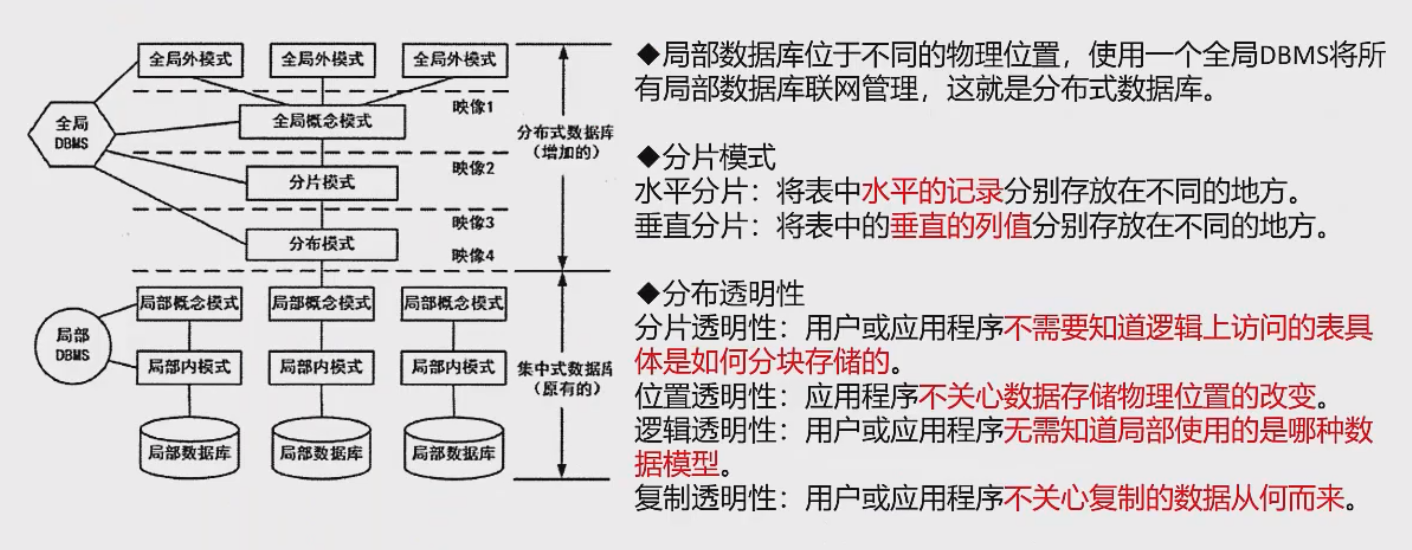 全局外模式 全局外模式 全局外模式
映像1
全局概念模式
全局
DBMS
分布式数据库
(增加的)
映像2
分片模式
映像3
分布模式
映像4
局部概念模式 局部概念模式 局部概念模式
局部
DBMS
局部内模式 局部内模式 局部内模式
集中式数据库
(原有的)
局部数据库 局部数据库 局部数据库
◆局部数据库位于不同的物理位置，使用一个全局DBMS将所
有局部数据库联网管理，这就是分布式数据库。
◆分片模式
水平分片：将表中水平的记录分别存放在不同的地方。
垂直分片：将表中的垂直的列值分别存放在不同的地方。
◆分布透明性
分片透明性：用户或应用程序不需要知道逻辑上访问的表具
体是如何分块存储的。
位置透明性：应用程序不关心数据存储物理位置的改变。
逻辑透明性：用户或应用程序无需知道局部使用的是哪种数
据模型。
复制透明性：用户或应用程序不关心复制的数据从何而来。